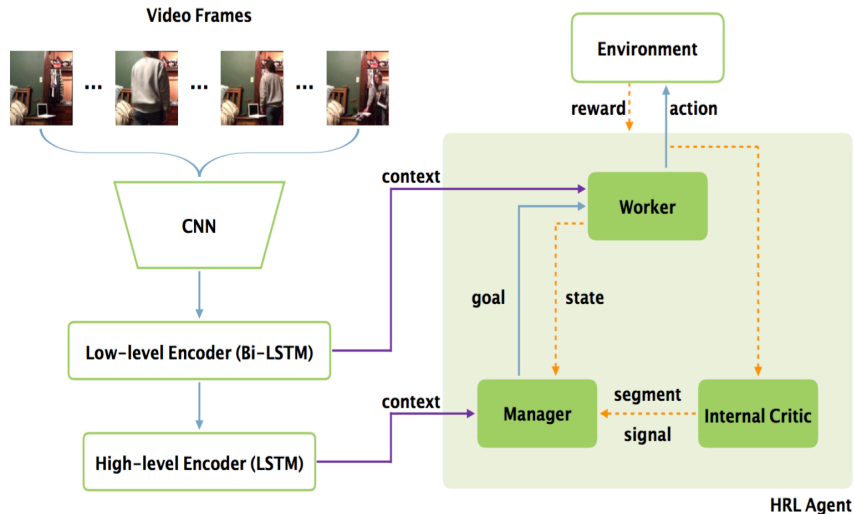 Video Frames
... ... ...
CNN
Low-level Encoder (Bi-LSTM)
High-level Encoder (LSTM)
context
context
Environment
reward
action
Worker
goal
state
Manager
segment
signal
Internal Critic
HRL Agent